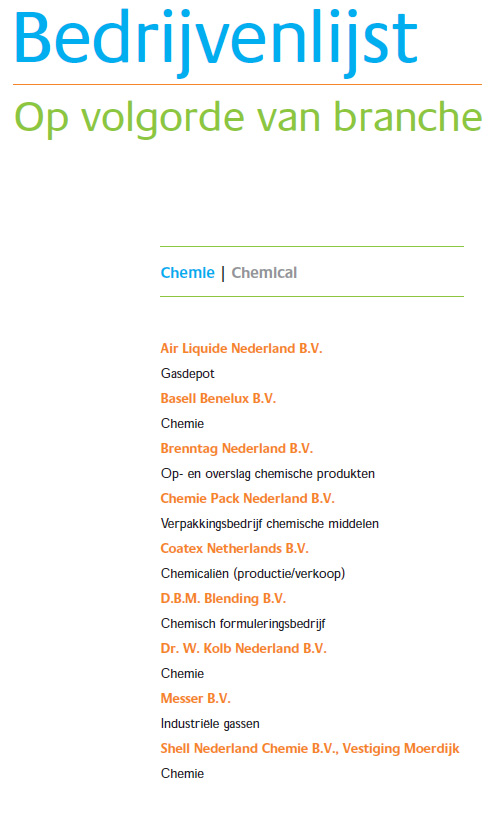 Bedrijvenlijst
Op volgorde van branche
Chemie | Chemical
Air Liquide Nederland B.V.
Gasdepot
Basell Benelux B.V.
Chemie
Brenntag Nederland B.V.
Op- en overslag chemische produkten
Chemie Pack Nederland B.V.
Verpakkingsbedrijf chemische middelen
Coatex Netherlands B.V.
Chemicaliën (productie/verkoop)
D.B.M. Blending B.V.
Chemisch formuleringsbedrijf
Dr. W. Kolb Nederland B.V.
Chemie
Messer B.V.
Industriële gassen
Shell Nederland Chemie B.V., Vestiging Moerdijk
Chemie